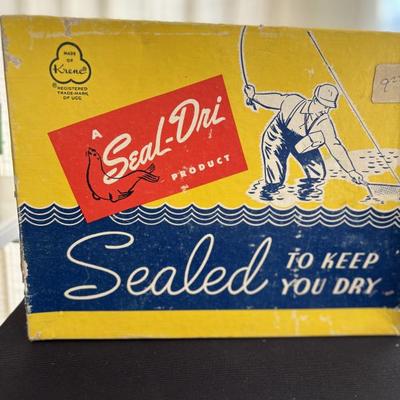 MADE
OF
Krene
®REGISTERED
TRADE-MARK
OF UCC
A
Seal-Dri
PRODUCT
Sealed
TO KEEP
YOU DRY